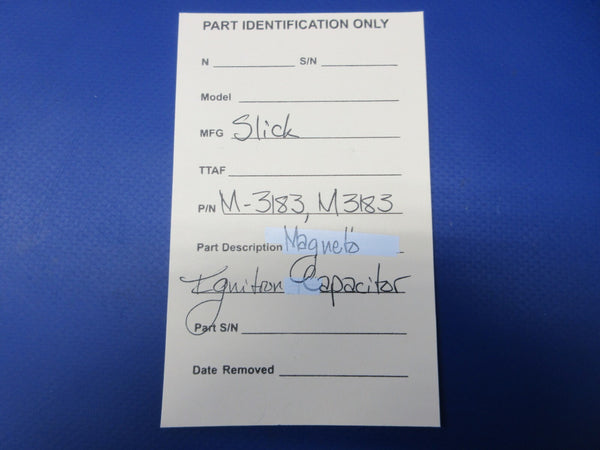 PART IDENTIFICATION ONLY
N S/N
Model
MFG Slick
TTAF
P/N M-3183, M3183
Part Description Magneto
Ignition Capacitor
Part S/N
Date Removed